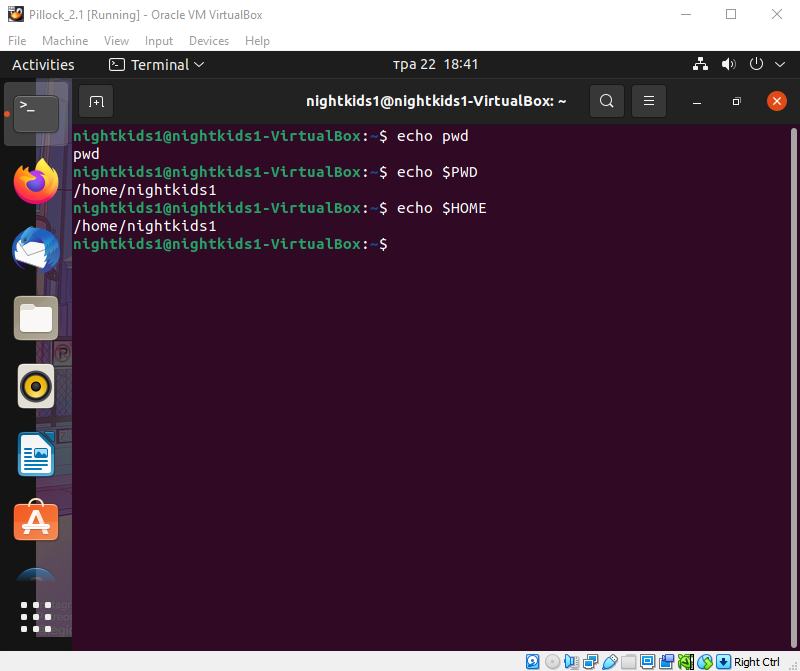 Pillock_2.1 [Running] - Oracle VM VirtualBox
File Machine View Input Devices Help
Activities Terminal тра 22 18:41
nightkids1@nightkids1-VirtualBox: ~
nightkids1@nightkids1-VirtualBox:~$ echo pwd
pwd
nightkids1@nightkids1-VirtualBox:~$ echo $PWD
/home/nightkids1
nightkids1@nightkids1-VirtualBox:~$ echo $HOME
/home/nightkids1
nightkids1@nightkids1-VirtualBox:~$
Right Ctrl